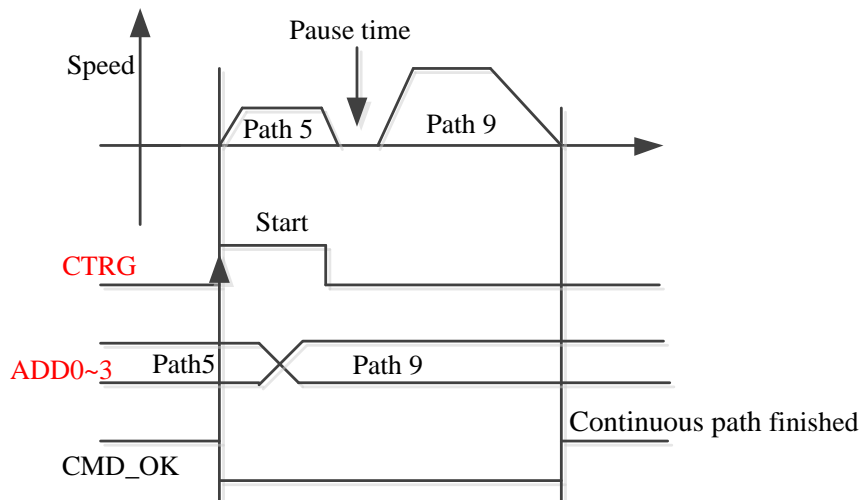 Pause time
Speed
Path 5
Path 9
Start
CTRG
Path5
Path 9
ADD0~3
Continuous path finished
CMD_OK